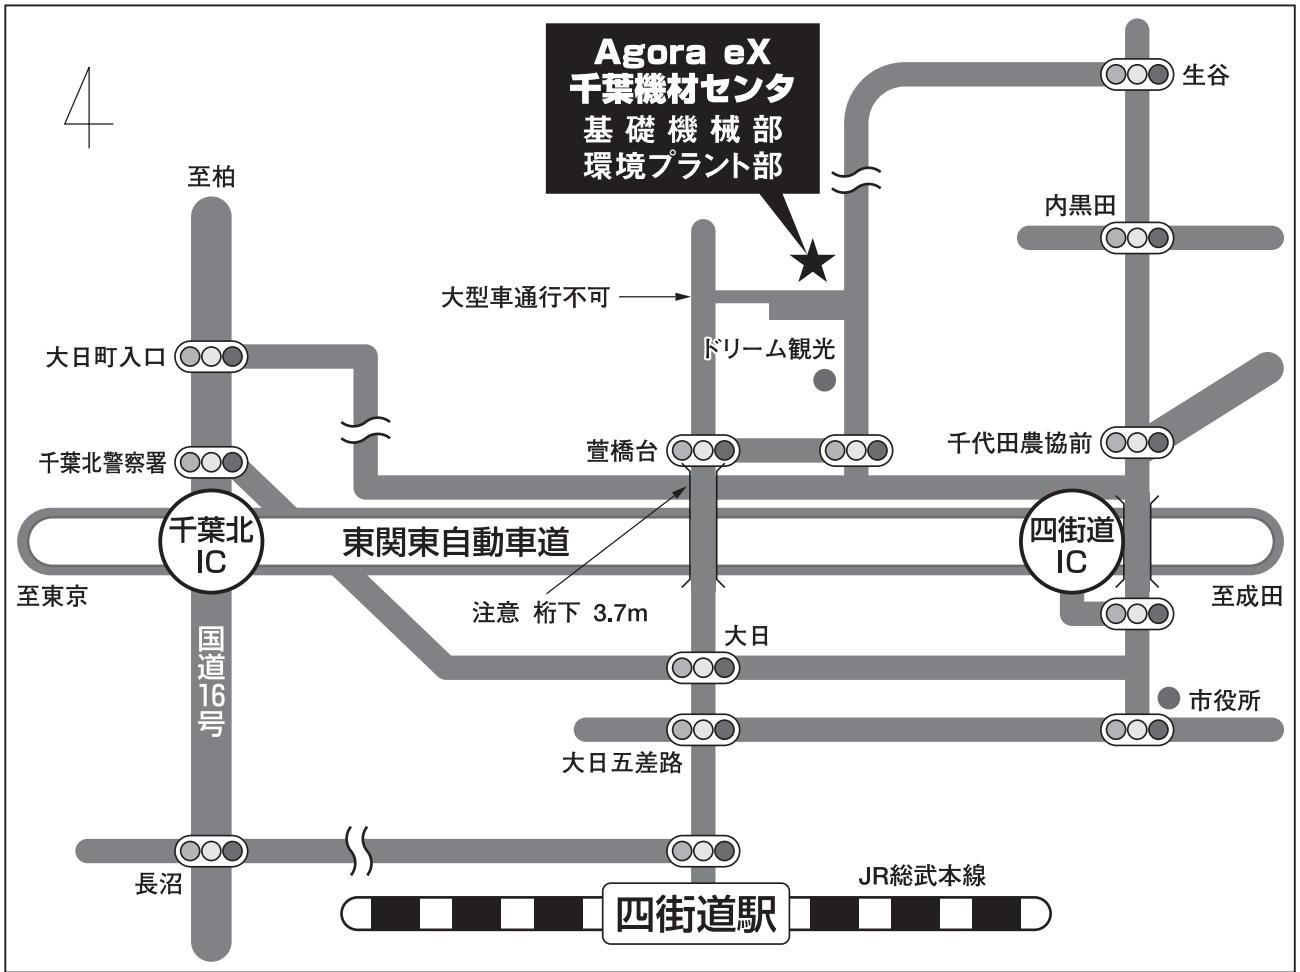 Agora eX
千葉機材センタ
基礎機械部
環境プラント部
生谷
至柏
内黒田
大型車通行不可
ドリーム観光
大日町入口
千葉北警察署
萱橋台
千代田農協前
千葉北
IC
東関東自動車道
四街道
IC
至東京
注意 桁下 3.7m
至成田
国道16号
大日
市役所
大日五差路
長沼
JR総武本線
四街道駅